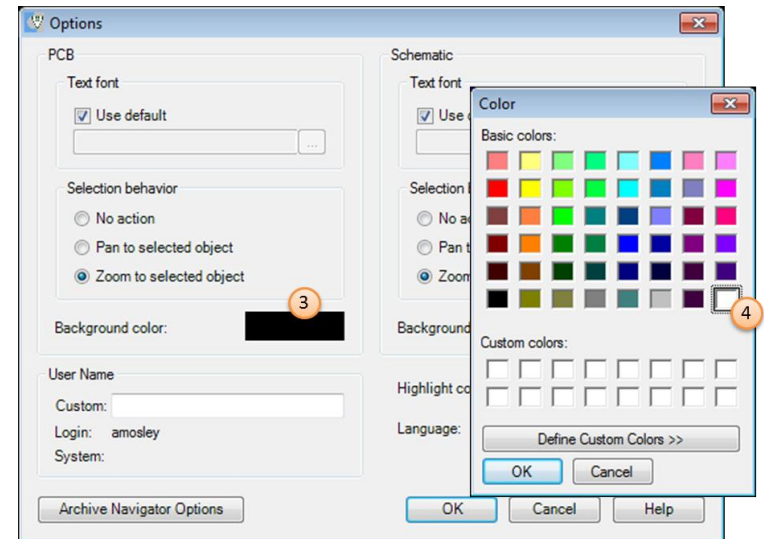 Options
PCB
Text font
Use default
...
Selection behavior
No action
Pan to selected object
Zoom to selected object
3
Background color:
User Name
Custom:
Login: amosley
System:
Schematic
Text font
Use
Selection
No
Pan
Zoom
Background
Highlight
Language:
Color
Basic colors:
4
Custom colors:
Define Custom Colors >>
OK Cancel
Archive Navigator Options
OK Cancel Help